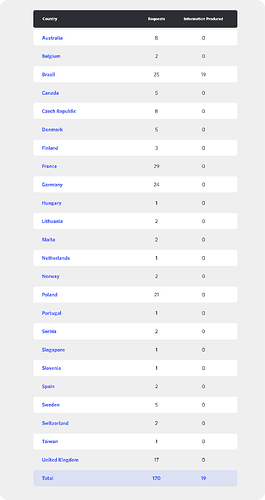 Country Requests Information Produced
Australia 8 0
Belgium 2 0
Brazil 25 19
Canada 5 0
Czech Republic 8 0
Denmark 5 0
Finland 3 0
France 29 0
Germany 24 0
Hungary 1 0
Lithuania 2 0
Malta 2 0
Netherlands 1 0
Norway 2 0
Poland 21 0
Portugal 1 0
Serbia 2 0
Singapore 1 0
Slovenia 1 0
Spain 2 0
Sweden 5 0
Switzerland 2 0
Taiwan 1 0
United Kingdom 17 0
Total 170 19